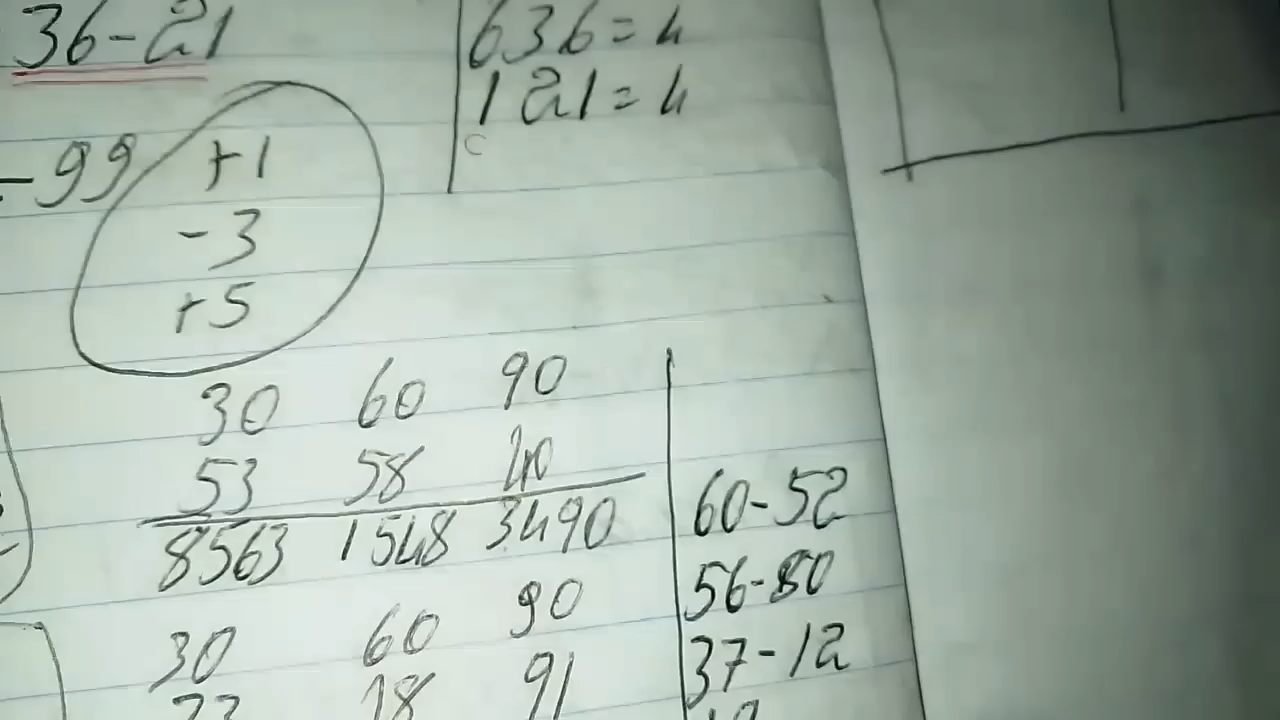 36-21
636=4
121=4
-99
+1
-3
+5
30 60 90
53 58 40
8563 1548 3490
60-52
56-80
30 60 90
37-12
91